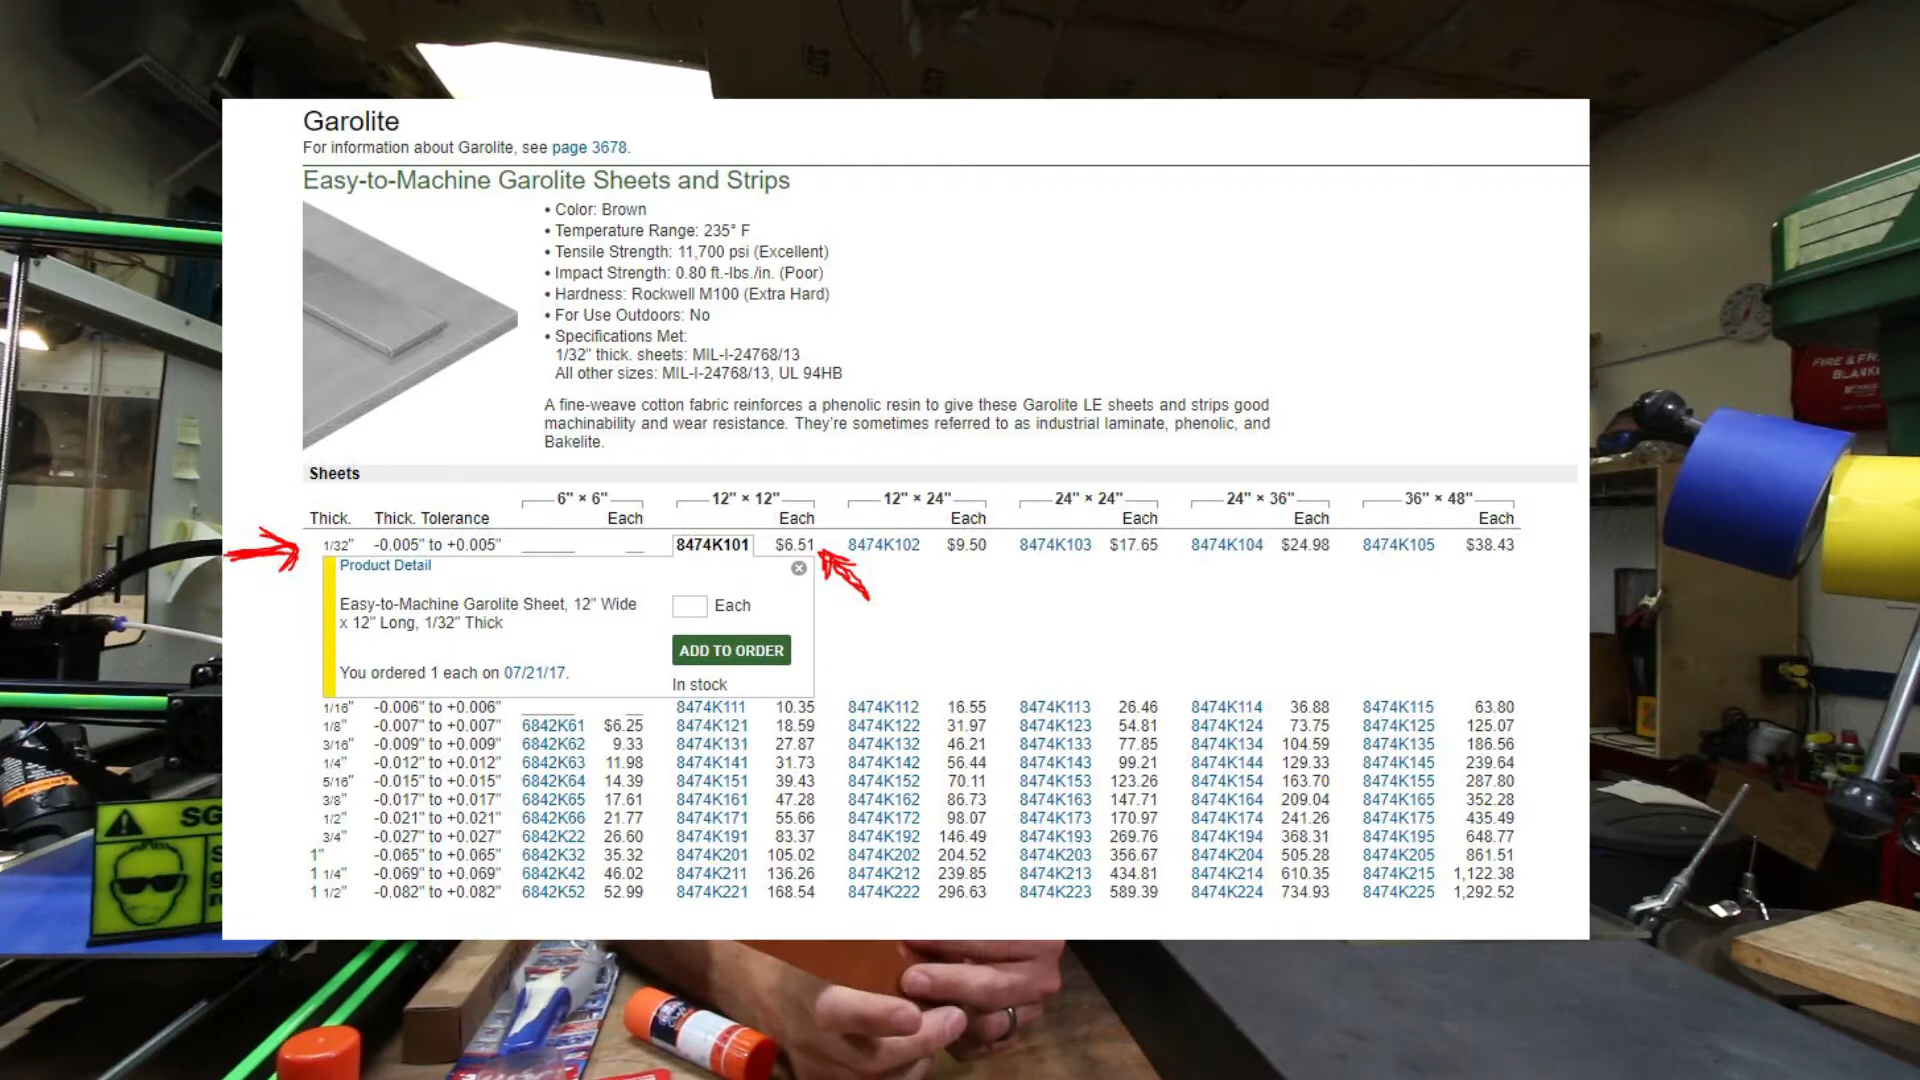 Garolite
For information about Garolite, see page 3678.
Easy-to-Machine Garolite Sheets and Strips
• Color: Brown
• Temperature Range: 235° F
• Tensile Strength: 11,700 psi (Excellent)
• Impact Strength: 0.80 ft.-lbs./in. (Poor)
• Hardness: Rockwell M100 (Extra Hard)
• For Use Outdoors: No
• Specifications Met:
1/32" thick. sheets: MIL-I-24768/13
All other sizes: MIL-I-24768/13, UL 94HB
A fine-weave cotton fabric reinforces a phenolic resin to give these Garolite LE sheets and strips good
machinability and wear resistance. They're sometimes referred to as industrial laminate, phenolic, and
Bakelite.
Sheets
6" × 6" 12" × 12" 12" × 24" 24" × 24" 24" × 36" 36" × 48"
Thick. Thick. Tolerance Each Each Each Each Each Each
1/32" -0.005" to +0.005" 8474K101 $6.51 8474K102 $9.50 8474K103 $17.65 8474K104 $24.98 8474K105 $38.43
Product Detail
Easy-to-Machine Garolite Sheet, 12" Wide
x 12" Long, 1/32" Thick
Each
ADD TO ORDER
You ordered 1 each on 07/21/17.
In stock
1/16" -0.006" to +0.006" 8474K111 10.35 8474K112 16.55 8474K113 26.46 8474K114 36.88 8474K115 63.80
1/8" -0.007" to +0.007" 6842K61 $6.25 8474K121 18.59 8474K122 31.97 8474K123 54.81 8474K124 73.75 8474K125 125.07
3/16" -0.009" to +0.009" 6842K62 9.33 8474K131 27.87 8474K132 46.21 8474K133 77.85 8474K134 104.59 8474K135 186.56
1/4" -0.012" to +0.012" 6842K63 11.98 8474K141 31.73 8474K142 56.44 8474K143 99.21 8474K144 129.33 8474K145 239.64
5/16" -0.015" to +0.015" 6842K64 14.39 8474K151 39.43 8474K152 70.11 8474K153 123.26 8474K154 163.70 8474K155 287.80
3/8" -0.017" to +0.017" 6842K65 17.61 8474K161 47.28 8474K162 86.73 8474K163 147.71 8474K164 209.04 8474K165 352.28
1/2" -0.021" to +0.021" 6842K66 21.77 8474K171 55.66 8474K172 98.07 8474K173 170.97 8474K174 241.26 8474K175 435.49
3/4" -0.027" to +0.027" 6842K22 26.60 8474K191 83.37 8474K192 146.49 8474K193 269.76 8474K194 368.31 8474K195 648.77
1" -0.065" to +0.065" 6842K32 35.32 8474K201 105.02 8474K202 204.52 8474K203 356.67 8474K204 505.28 8474K205 861.51
1 1/4" -0.069" to +0.069" 6842K42 46.02 8474K211 136.26 8474K212 239.85 8474K213 434.81 8474K214 610.35 8474K215 1,122.38
1 1/2" -0.082" to +0.082" 6842K52 52.99 8474K221 168.54 8474K222 296.63 8474K223 589.39 8474K224 734.93 8474K225 1,292.52
FIRE & FR
BLANK
SG